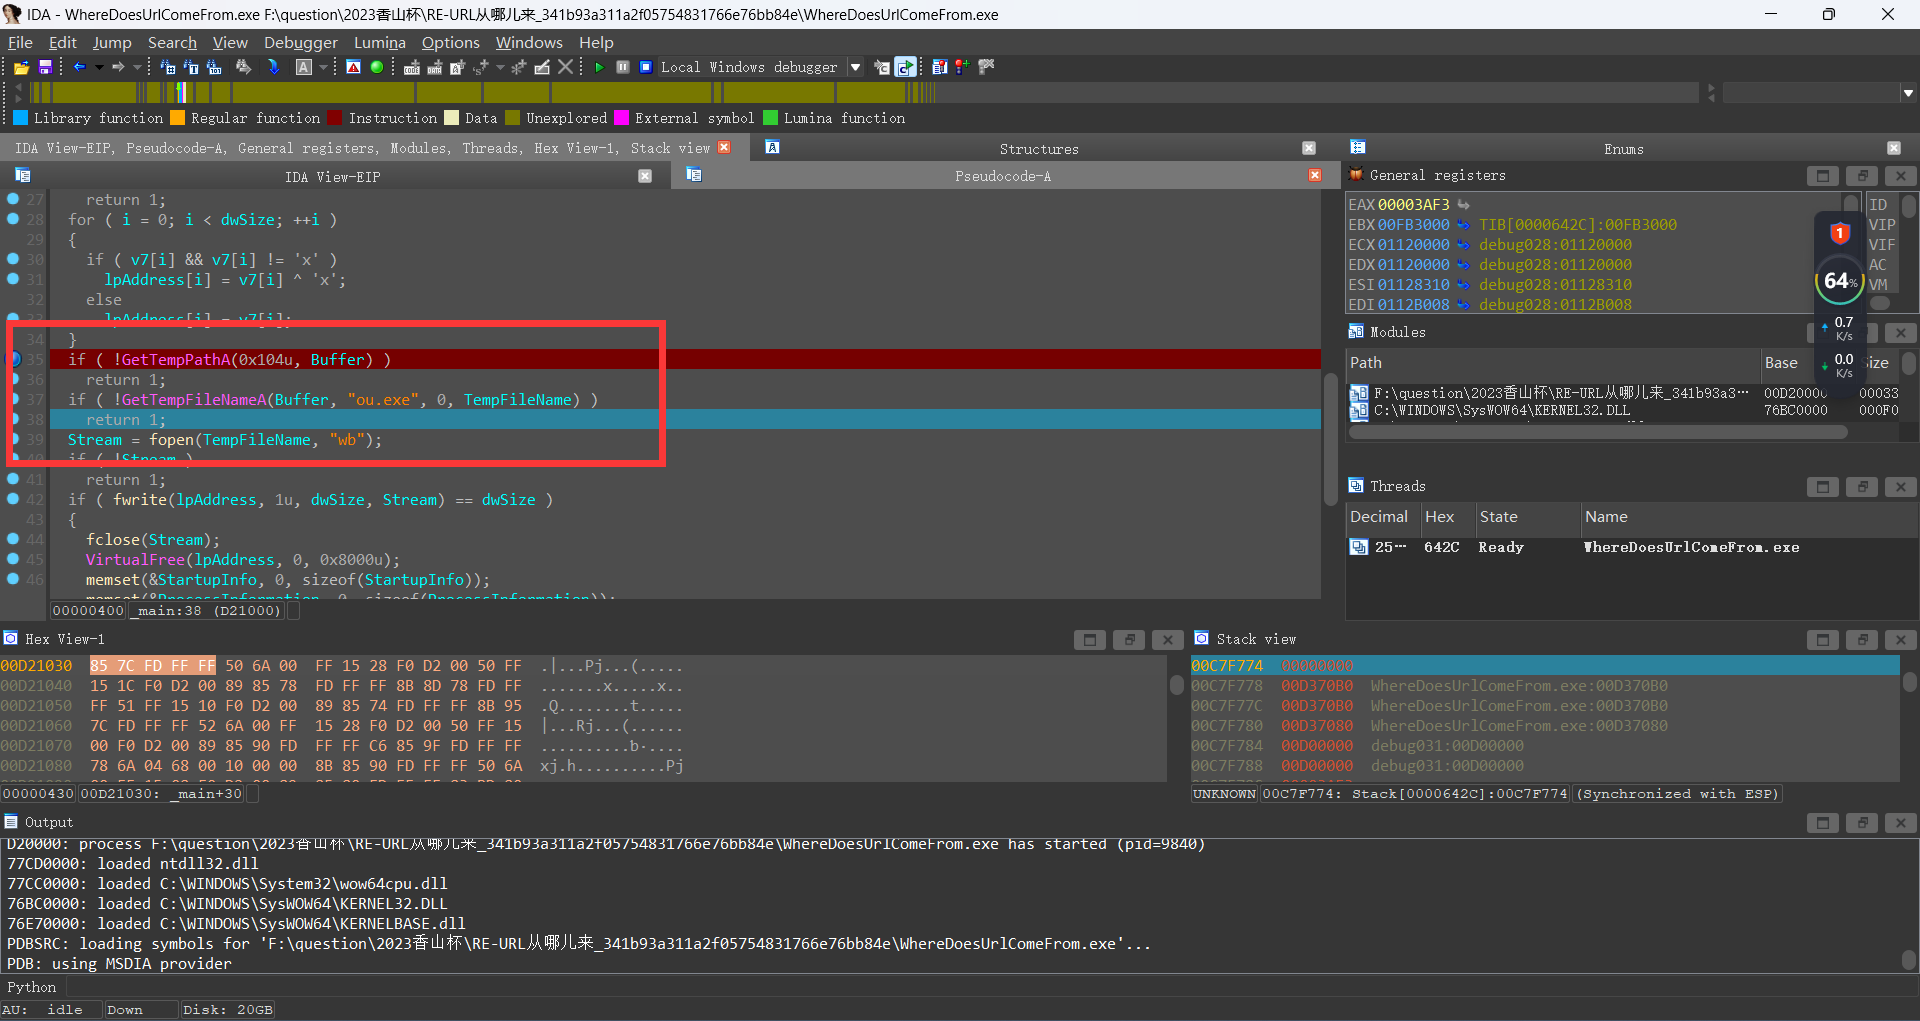 IDA - WhereDoesUrlComeFrom.exe F:\question\2023香山杯\RE-URL从哪儿来_341b93a311a2f05754831766e76bb84e\WhereDoesUrlComeFrom.exe
File Edit Jump Search View Debugger Lumina Options Windows Help
Local Windows debugger
Library function Regular function Instruction Data Unexplored External symbol Lumina function
IDA View-EIP, Pseudocode-A, General registers, Modules, Threads, Hex View-1, Stack view
Structures
Enums
IDA View-EIP
Pseudocode-A
27 return 1;
28 for ( i = 0; i < dwSize; ++i )
29 {
30 if ( v7[i] && v7[i] != 'x' )
31 lpAddress[i] = v7[i] ^ 'x';
32 else
lpAddress[i] = v7[i];
34 }
35 if ( !GetTempPathA(0x104u, Buffer) )
36 return 1;
37 if ( !GetTempFileNameA(Buffer, "ou.exe", 0, TempFileName) )
38 return 1;
39 Stream = fopen(TempFileName, "wb");
40 if ( !Stream )
41 return 1;
42 if ( fwrite(lpAddress, 1u, dwSize, Stream) == dwSize )
43 {
44 fclose(Stream);
45 VirtualFree(lpAddress, 0, 0x8000u);
46 memset(&StartupInfo, 0, sizeof(StartupInfo));
memset(&ProcessInformation, 0, sizeof(ProcessInformation));
00000400 _main:38 (D21000)
General registers
EAX 00003AF3
EBX 00FB3000 TIB[0000642C]:00FB3000
ECX 01120000 debug028:01120000
EDX 01120000 debug028:01120000
ESI 01128310 debug028:01128310
EDI 0112B008 debug028:0112B008
ID
VIP
VIF
AC
VM
1
64%
0.7
K/s
0.0
K/s
Modules
Path Base Size
F:\question\2023香山杯\RE-URL从哪儿来_341b93a31… 00D20000 00033
C:\WINDOWS\SysWOW64\KERNEL32.DLL 76BC0000 000F0
Threads
Decimal Hex State Name
25… 642C Ready WhereDoesUrlComeFrom.exe
Hex View-1
00D21030 85 7C FD FF FF 50 6A 00 FF 15 28 F0 D2 00 50 FF .|...Pj...(.....
00D21040 15 1C F0 D2 00 89 85 78 FD FF FF 8B 8D 78 FD FF .......x.....x..
00D21050 FF 51 FF 15 10 F0 D2 00 89 85 74 FD FF FF 8B 95 .Q........t.....
00D21060 7C FD FF FF 52 6A 00 FF 15 28 F0 D2 00 50 FF 15 |...Rj...(......
00D21070 00 F0 D2 00 89 85 90 FD FF FF C6 85 9F FD FF FF
00D21080 78 6A 04 68 00 10 00 00 8B 85 90 FD FF FF 50 6A xj.h..........Pj
00000430 00D21030: _main+30
Stack view
00C7F774 00000000
00C7F778 00D370B0 WhereDoesUrlComeFrom.exe:00D370B0
00C7F77C 00D370B0 WhereDoesUrlComeFrom.exe:00D370B0
00C7F780 00D37080 WhereDoesUrlComeFrom.exe:00D37080
00C7F784 00D00000 debug031:00D00000
00C7F788 00D00000 debug031:00D00000
UNKNOWN 00C7F774: Stack[0000642C]:00C7F774 (Synchronized with ESP)
Output
D20000: process F:\question\2023香山杯\RE-URL从哪儿来_341b93a311a2f05754831766e76bb84e\WhereDoesUrlComeFrom.exe has started (pid=9840)
77CD0000: loaded ntdll32.dll
77CC0000: loaded C:\WINDOWS\System32\wow64cpu.dll
76BC0000: loaded C:\WINDOWS\SysWOW64\KERNEL32.DLL
76E70000: loaded C:\WINDOWS\SysWOW64\KERNELBASE.dll
PDBSRC: loading symbols for 'F:\question\2023香山杯\RE-URL从哪儿来_341b93a311a2f05754831766e76bb84e\WhereDoesUrlComeFrom.exe'...
PDB: using MSDIA provider
Python
AU: idle Down Disk: 20GB